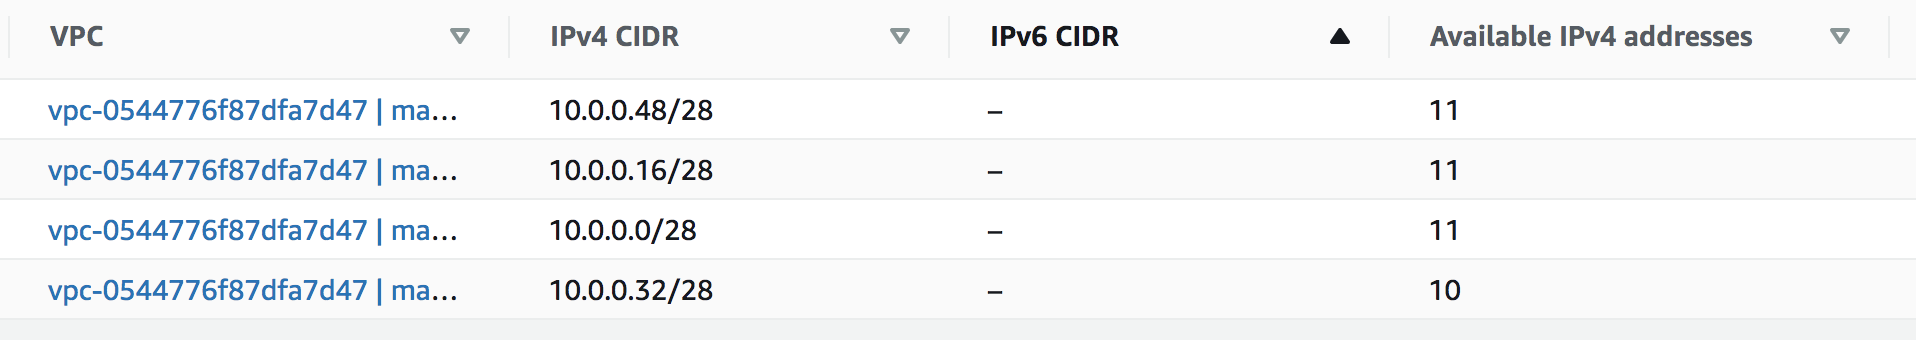 VPC IPv4 CIDR IPv6 CIDR Available IPv4 addresses
vpc-0544776f87dfa7d47 | ma... 10.0.0.48/28 – 11
vpc-0544776f87dfa7d47 | ma... 10.0.0.16/28 – 11
vpc-0544776f87dfa7d47 | ma... 10.0.0.0/28 – 11
vpc-0544776f87dfa7d47 | ma... 10.0.0.32/28 – 10